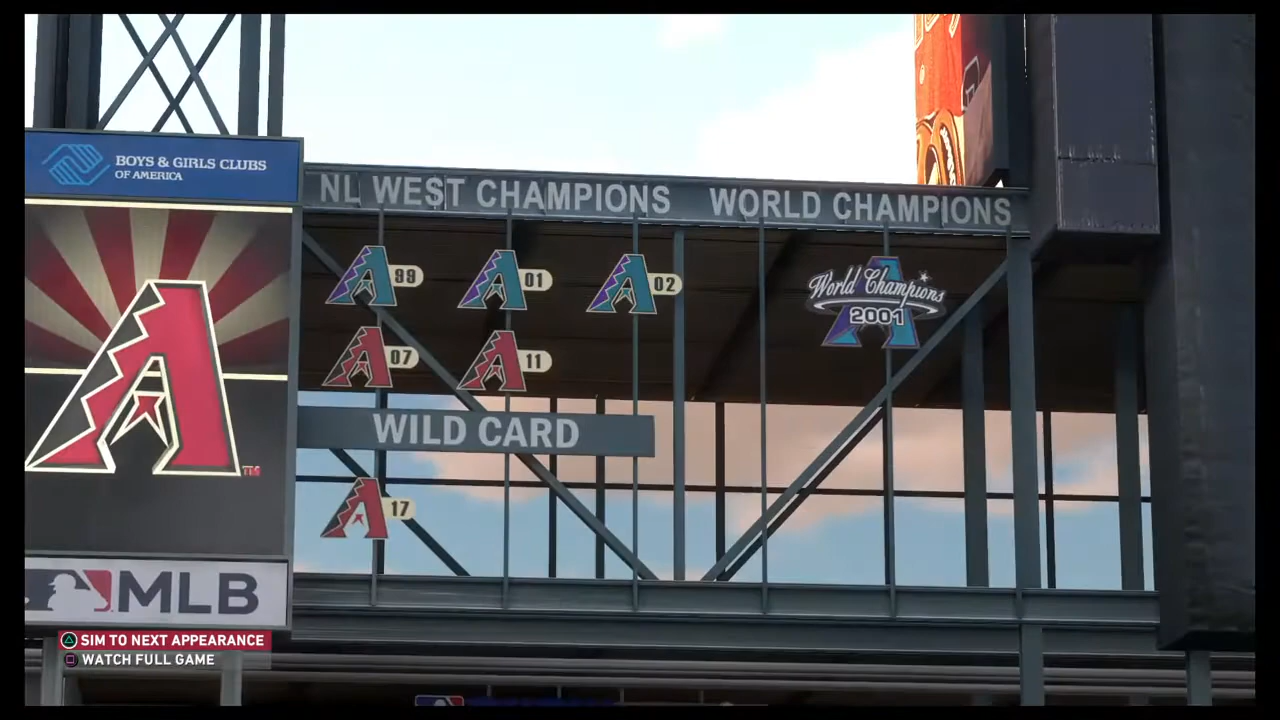 BOYS & GIRLS CLUBS
OF AMERICA
NL WEST CHAMPIONS
WORLD CHAMPIONS
99
01
02
World Champions
2001
07
11
WILD CARD
17
TM
MLB
SIM TO NEXT APPEARANCE
WATCH FULL GAME